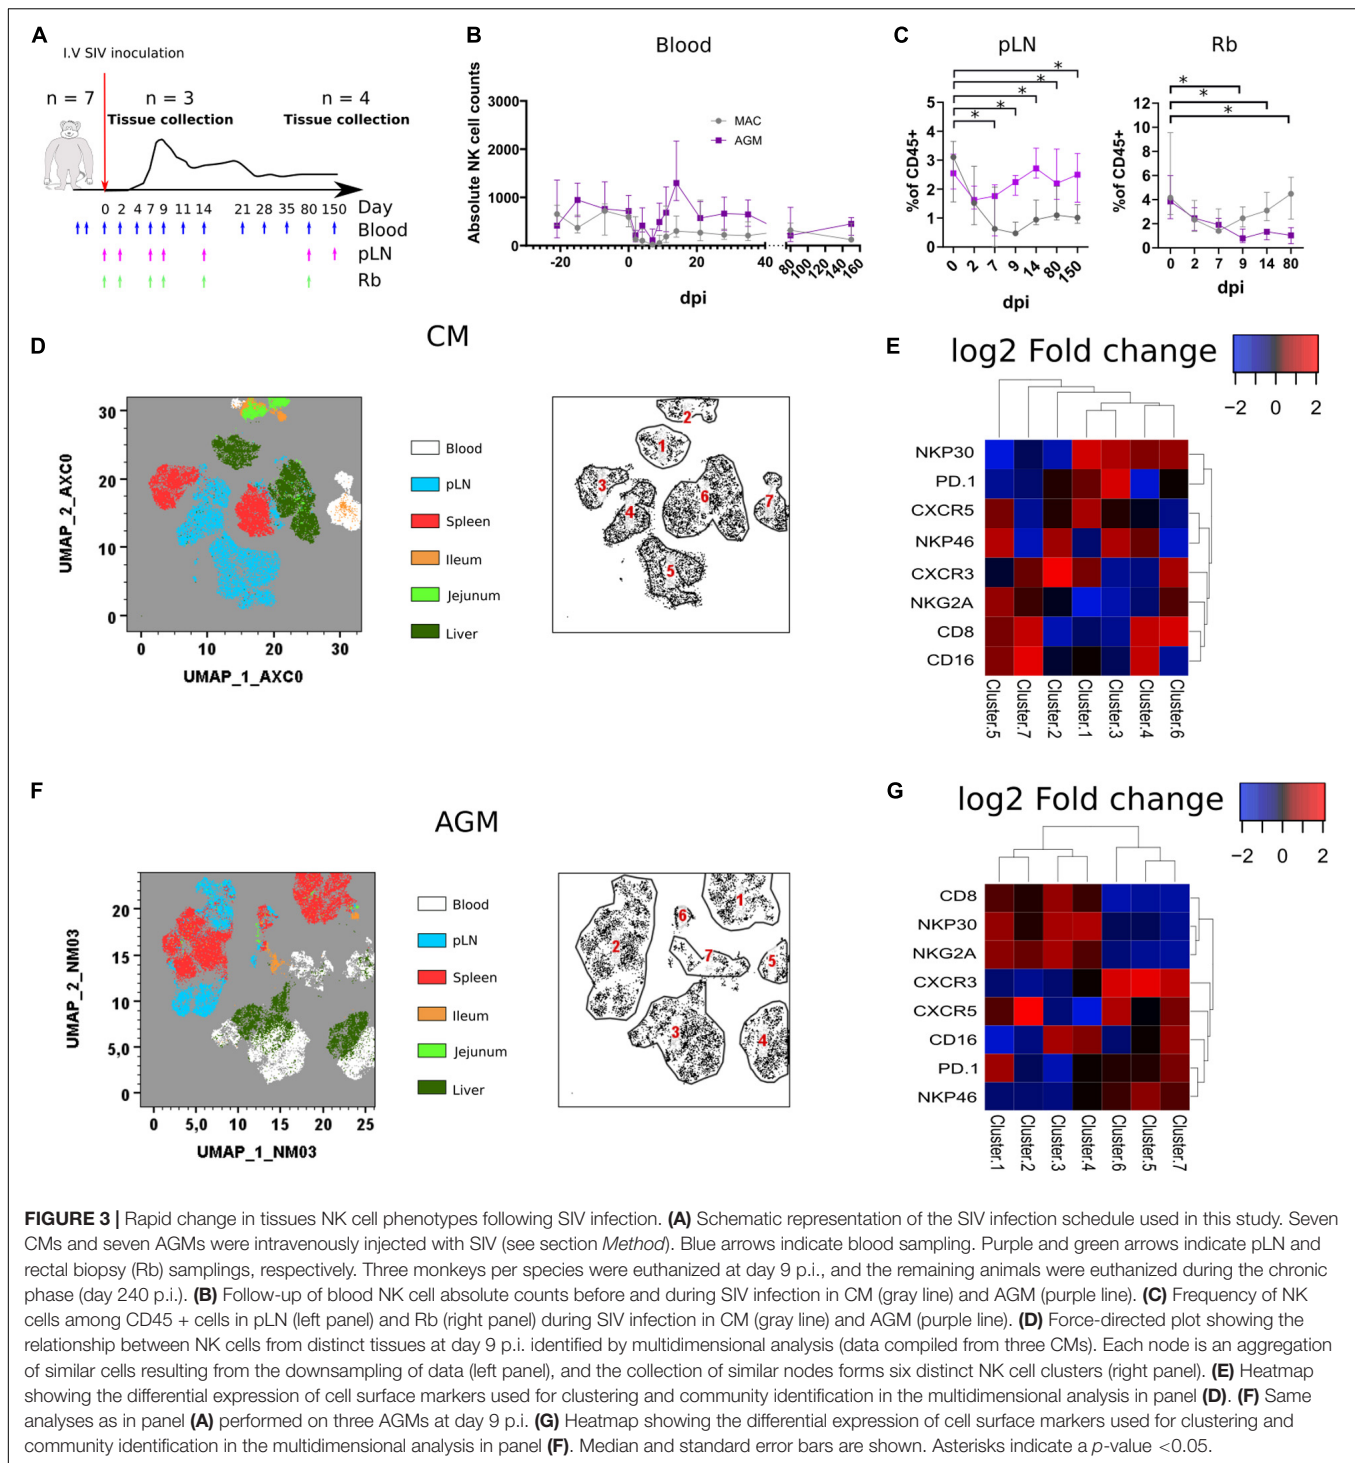 A
I.V SIV inoculation
n = 7
n = 3
n = 4
Tissue collection
Tissue collection
0 2 4 7 9 11 14 21 28 35 80 150 Day
Blood
pLN
Rb
B
Blood
Absolute NK cell counts
3000
2000
1000
0
MAC
AGM
-20 0 20 40 80 100 120 140 160
dpi
C
pLN
%of CD45+
5
4
3
2
1
0
* * * * *
0 2 7 9 14 80 150
dpi
Rb
%of CD45+
12
10
8
6
4
2
0
* * *
0 2 7 9 14 80
dpi
D
CM
UMAP_2_AXC0
30
20
10
0
0 10 20 30
UMAP_1_AXC0
Blood
pLN
Spleen
Ileum
Jejunum
Liver
2
1
3
6
7
4
5
E
log2 Fold change
−2 0 2
NKP30
PD.1
CXCR5
NKP46
CXCR3
NKG2A
CD8
CD16
Cluster.5
Cluster.7
Cluster.2
Cluster.1
Cluster.3
Cluster.4
Cluster.6
F
AGM
UMAP_2_NM03
20
15
10
5,0
0
0 5,0 10 15 20 25
UMAP_1_NM03
Blood
pLN
Spleen
Ileum
Jejunum
Liver
1
6
2
7
5
3
4
G
log2 Fold change
−2 0 2
CD8
NKP30
NKG2A
CXCR3
CXCR5
CD16
PD.1
NKP46
Cluster.1
Cluster.2
Cluster.3
Cluster.4
Cluster.6
Cluster.5
Cluster.7
FIGURE 3 | Rapid change in tissues NK cell phenotypes following SIV infection. (A) Schematic representation of the SIV infection schedule used in this study. Seven
CMs and seven AGMs were intravenously injected with SIV (see section Method). Blue arrows indicate blood sampling. Purple and green arrows indicate pLN and
rectal biopsy (Rb) samplings, respectively. Three monkeys per species were euthanized at day 9 p.i., and the remaining animals were euthanized during the chronic
phase (day 240 p.i.). (B) Follow-up of blood NK cell absolute counts before and during SIV infection in CM (gray line) and AGM (purple line). (C) Frequency of NK
cells among CD45 + cells in pLN (left panel) and Rb (right panel) during SIV infection in CM (gray line) and AGM (purple line). (D) Force-directed plot showing the
relationship between NK cells from distinct tissues at day 9 p.i. identified by multidimensional analysis (data compiled from three CMs). Each node is an aggregation
of similar cells resulting from the downsampling of data (left panel), and the collection of similar nodes forms six distinct NK cell clusters (right panel). (E) Heatmap
showing the differential expression of cell surface markers used for clustering and community identification in the multidimensional analysis in panel (D). (F) Same
analyses as in panel (A) performed on three AGMs at day 9 p.i. (G) Heatmap showing the differential expression of cell surface markers used for clustering and
community identification in the multidimensional analysis in panel (F). Median and standard error bars are shown. Asterisks indicate a p-value <0.05.